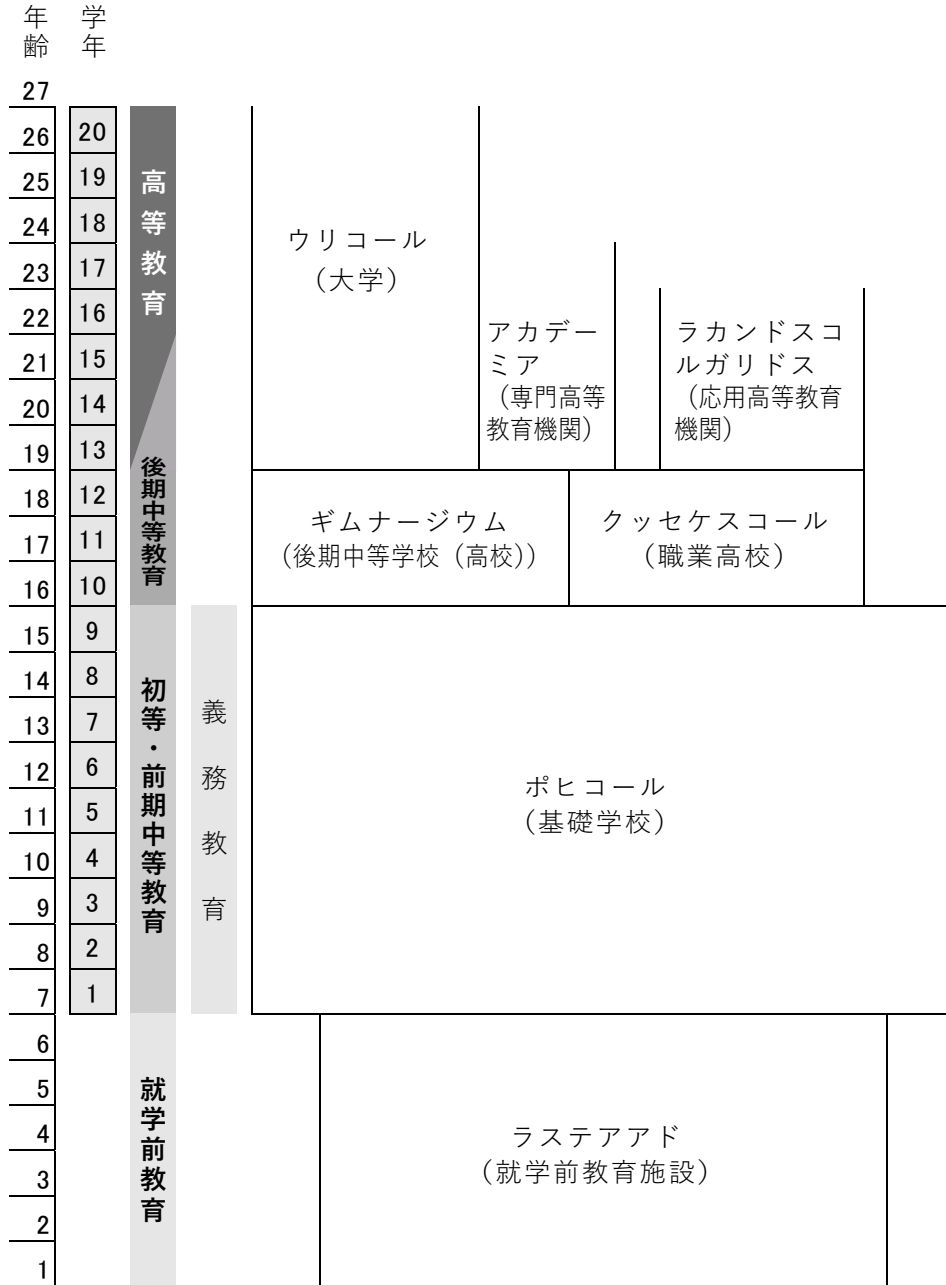 年齢
学年
27
26 20
25 19
24 18
23 17
22 16
21 15
20 14
19 13
18 12
17 11
16 10
15 9
14 8
13 7
12 6
11 5
10 4
9 3
8 2
7 1
6
5
4
3
2
1
高等教育
後期中等教育
初等・前期中等教育
就学前教育
義務教育
ウリコール
（大学）
アカデー
ミア
（専門高等
教育機関）
ラカンドスコ
ルガリドス
（応用高等教育
機関）
ギムナージウム
（後期中等学校（高校））
クッセケスコール
（職業高校）
ポヒコール
（基礎学校）
ラステアアド
（就学前教育施設）